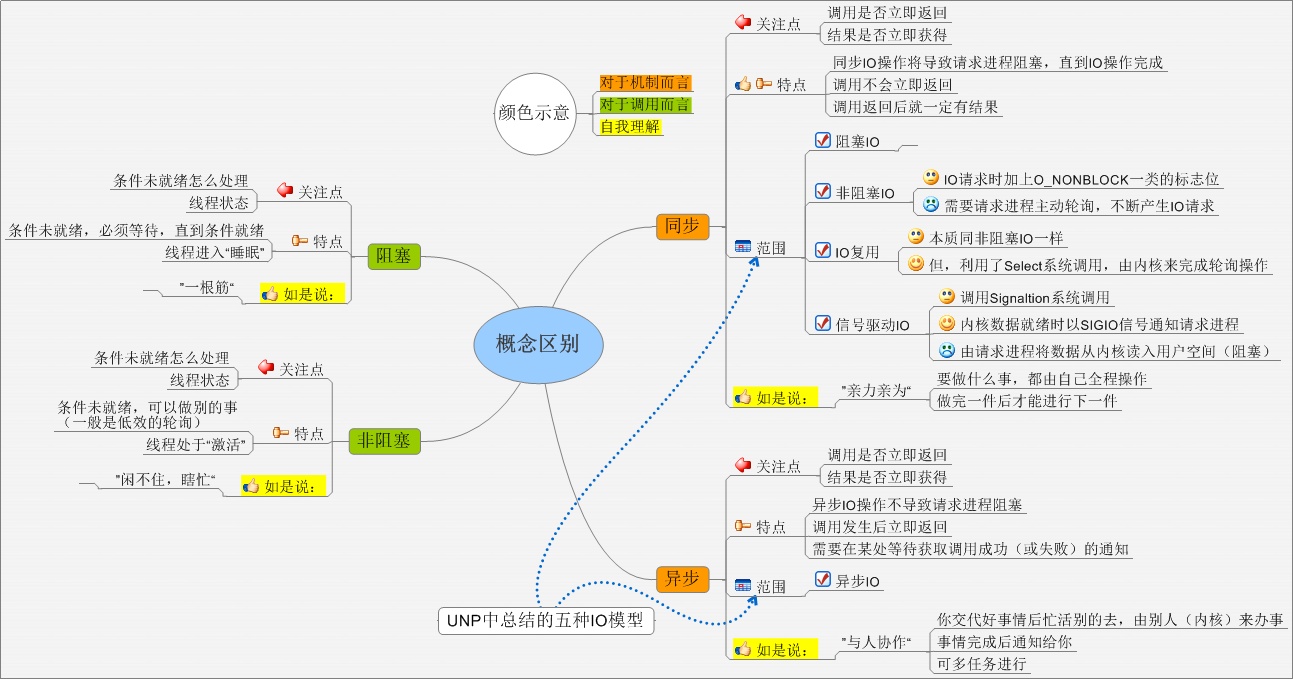 颜色示意
对于机制而言
对于调用而言
自我理解
概念区别
阻塞
关注点
条件未就绪怎么处理
线程状态
特点
条件未就绪，必须等待，直到条件就绪
线程进入“睡眠”
如是说：
"一根筋“
非阻塞
关注点
条件未就绪怎么处理
线程状态
特点
条件未就绪，可以做别的事
（一般是低效的轮询）
线程处于“激活”
如是说：
"闲不住，瞎忙“
同步
关注点
调用是否立即返回
结果是否立即获得
特点
同步IO操作将导致请求进程阻塞，直到IO操作完成
调用不会立即返回
调用返回后就一定有结果
范围
阻塞IO
非阻塞IO
IO请求时加上O_NONBLOCK一类的标志位
需要请求进程主动轮询，不断产生IO请求
IO复用
本质同非阻塞IO一样
但，利用了Select系统调用，由内核来完成轮询操作
信号驱动IO
调用Signaltion系统调用
内核数据就绪时以SIGIO信号通知请求进程
由请求进程将数据从内核读入用户空间（阻塞）
如是说：
"亲力亲为“
要做什么事，都由自己全程操作
做完一件后才能进行下一件
异步
关注点
调用是否立即返回
结果是否立即获得
特点
异步IO操作不导致请求进程阻塞
调用发生后立即返回
需要在某处等待获取调用成功（或失败）的通知
范围
异步IO
如是说：
"与人协作“
你交代好事情后忙活别的去，由别人（内核）来办事
事情完成后通知给你
可多任务进行
UNP中总结的五种IO模型